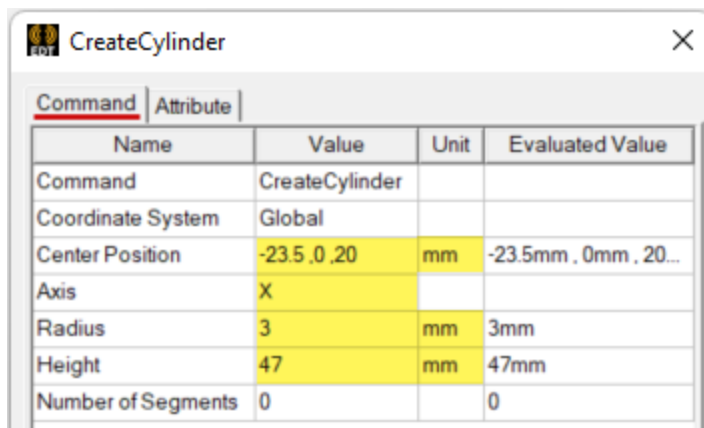 EDT CreateCylinder
Command Attribute
Name Value Unit Evaluated Value
Command CreateCylinder
Coordinate System Global
Center Position -23.5 ,0 ,20 mm -23.5mm , 0mm , 20...
Axis X
Radius 3 mm 3mm
Height 47 mm 47mm
Number of Segments 0 0